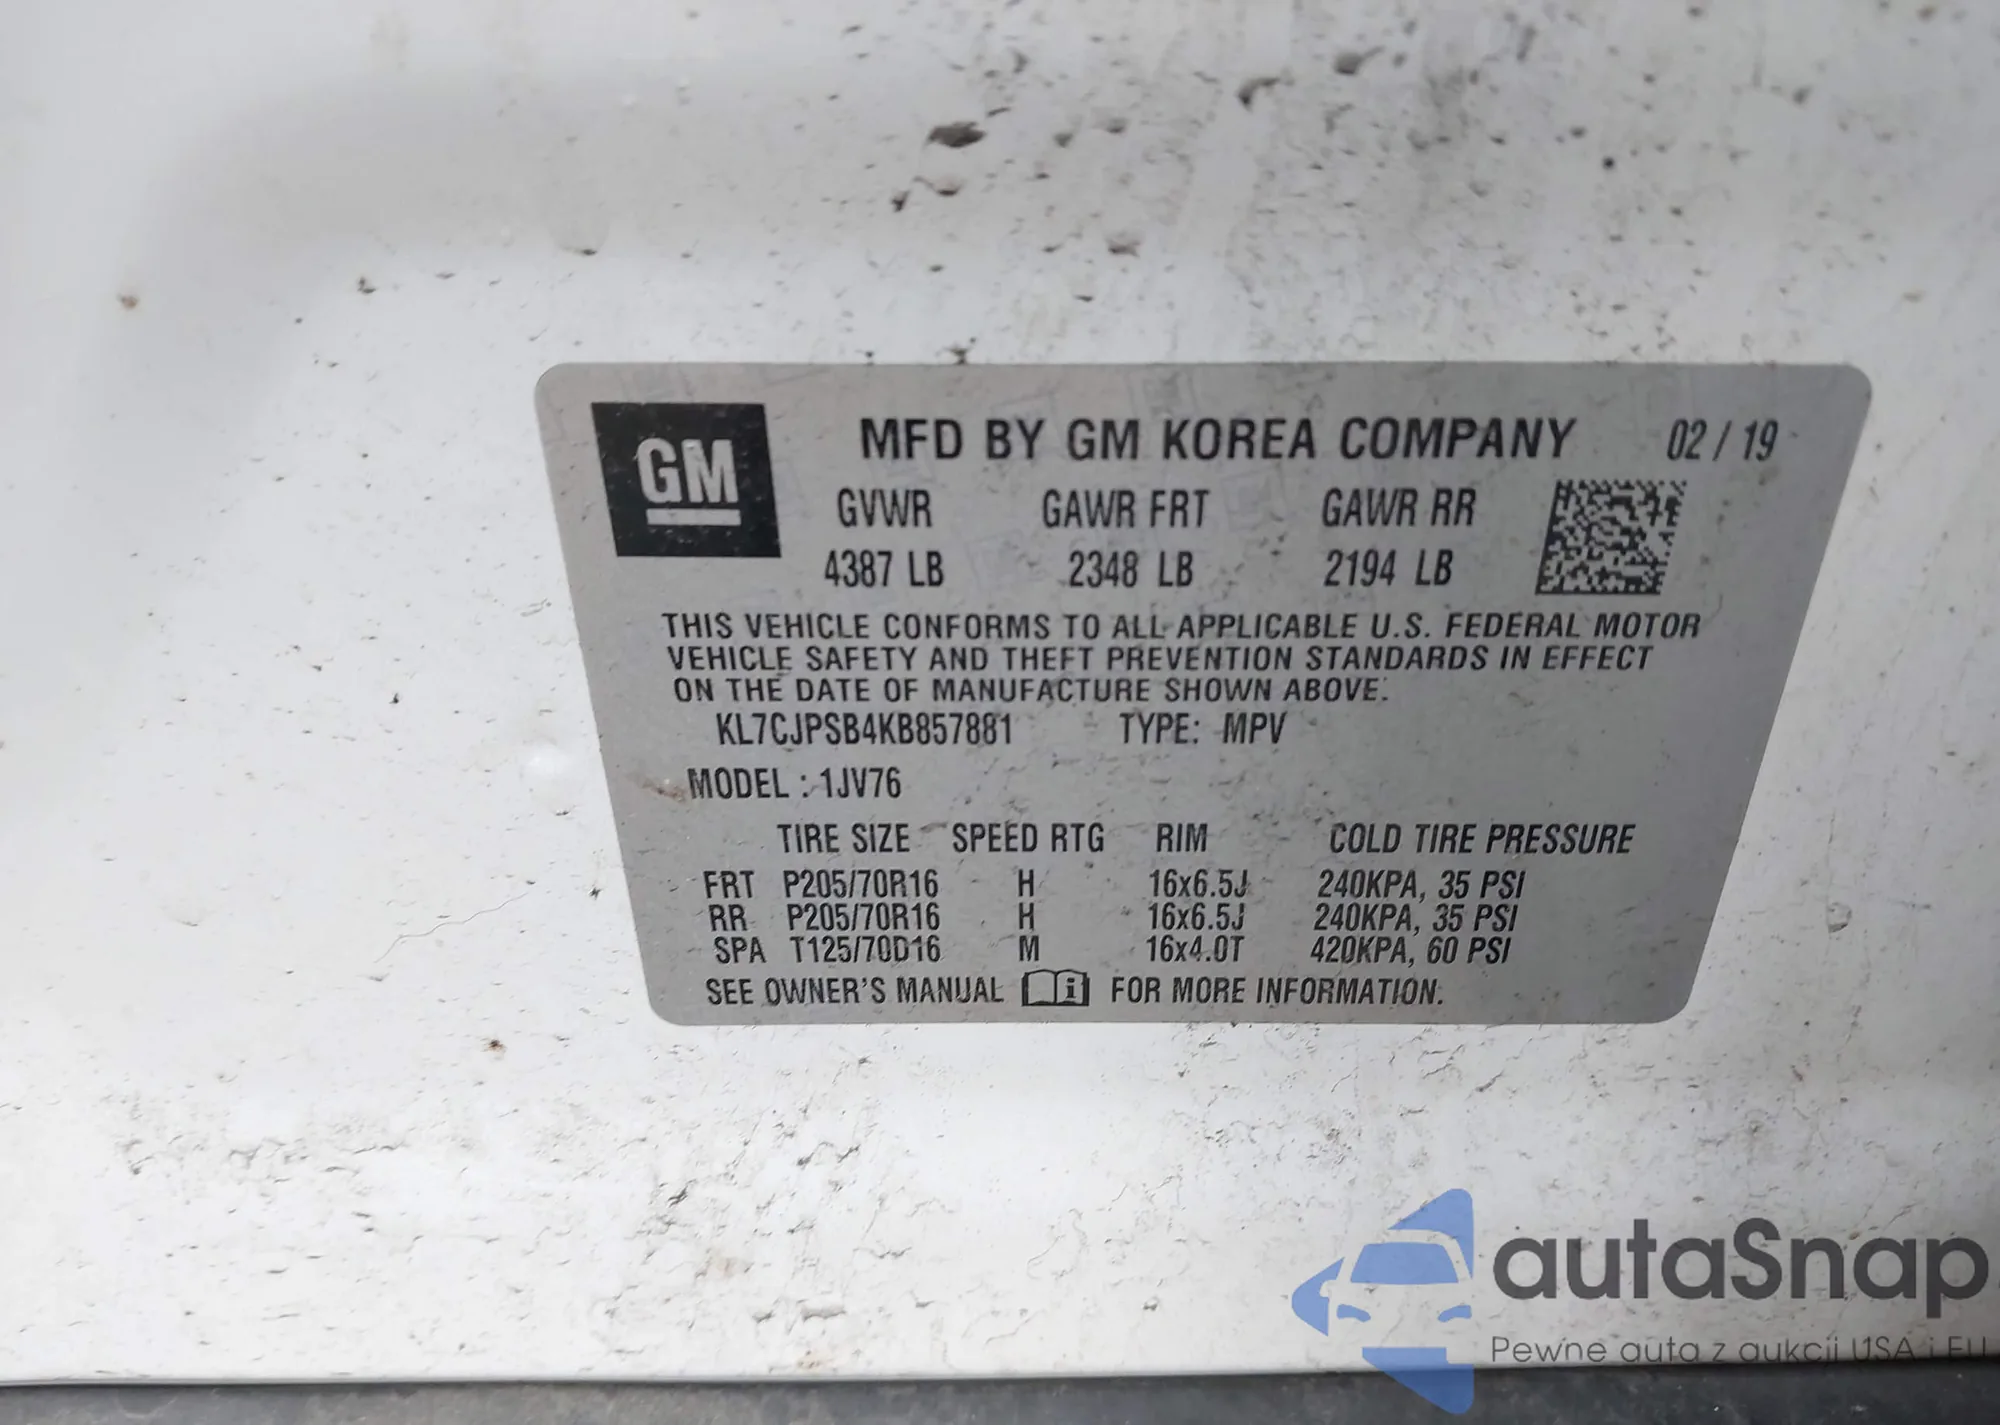 GM
MFD BY GM KOREA COMPANY 02 / 19
GVWR GAWR FRT GAWR RR
4387 LB 2348 LB 2194 LB
THIS VEHICLE CONFORMS TO ALL APPLICABLE U.S. FEDERAL MOTOR
VEHICLE SAFETY AND THEFT PREVENTION STANDARDS IN EFFECT
ON THE DATE OF MANUFACTURE SHOWN ABOVE.
KL7CJPSB4KB857881 TYPE: MPV
MODEL : 1JV76
TIRE SIZE SPEED RTG RIM COLD TIRE PRESSURE
FRT P205/70R16 H 16x6.5J 240KPA, 35 PSI
RR P205/70R16 H 16x6.5J 240KPA, 35 PSI
SPA T125/70D16 M 16x4.0T 420KPA, 60 PSI
SEE OWNER'S MANUAL i FOR MORE INFORMATION.
autaSnap
Pewne auta z aukcji USA i EU